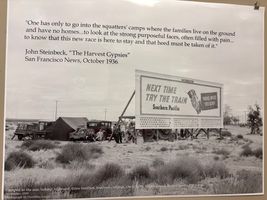 "One has only to go into the squatters' camps where the families live on the ground
and have no homes...to look at the strong purposeful faces, often filled with pain...
to know that this new race is here to stay and that heed must be taken of it."
John Steinbeck, "The Harvest Gypsies"
San Francisco News, October 1936
NEXT TIME
TRY THE TRAIN
Southern Pacific